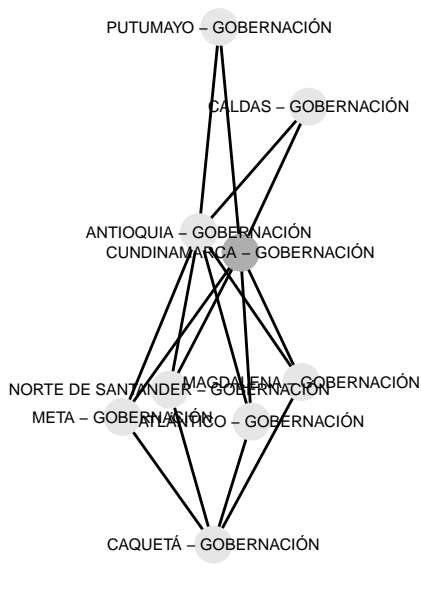 PUTUMAYO – GOBERNACIÓN
CALDAS – GOBERNACIÓN
ANTIOQUIA – GOBERNACIÓN
CUNDINAMARCA – GOBERNACIÓN
MAGDALENA – GOBERNACIÓN
NORTE DE SANTANDER – GOBERNACIÓN
META – GOBERNACIÓN
ATLÁNTICO – GOBERNACIÓN
CAQUETÁ – GOBERNACIÓN